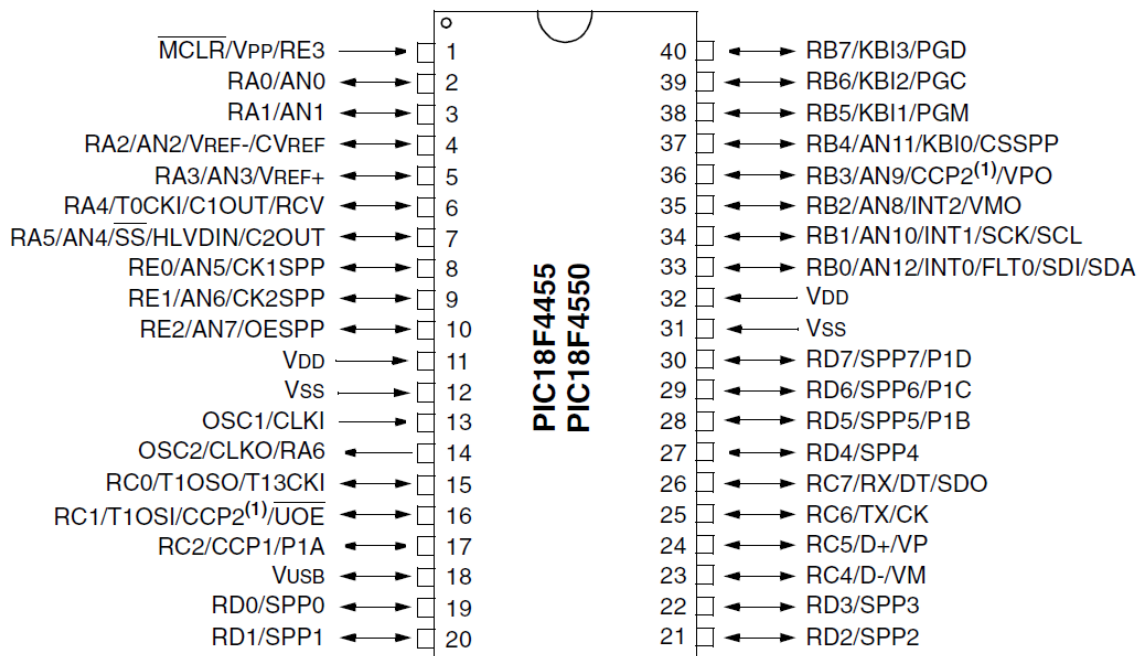 MCLR/VPP/RE3 1 40 RB7/KBI3/PGD
RA0/AN0 2 39 RB6/KBI2/PGC
RA1/AN1 3 38 RB5/KBI1/PGM
RA2/AN2/VREF-/CVREF 4 37 RB4/AN11/KBI0/CSSPP
RA3/AN3/VREF+ 5 36 RB3/AN9/CCP2(1)/VPO
RA4/T0CKI/C1OUT/RCV 6 35 RB2/AN8/INT2/VMO
RA5/AN4/SS/HLVDIN/C2OUT 7 34 RB1/AN10/INT1/SCK/SCL
RE0/AN5/CK1SPP 8 33 RB0/AN12/INT0/FLT0/SDI/SDA
RE1/AN6/CK2SPP 9 32 VDD
RE2/AN7/OESPP 10 31 VSS
VDD 11 30 RD7/SPP7/P1D
VSS 12 29 RD6/SPP6/P1C
OSC1/CLKI 13 28 RD5/SPP5/P1B
OSC2/CLKO/RA6 14 27 RD4/SPP4
RC0/T1OSO/T13CKI 15 26 RC7/RX/DT/SDO
RC1/T1OSI/CCP2(1)/UOE 16 25 RC6/TX/CK
RC2/CCP1/P1A 17 24 RC5/D+/VP
VUSB 18 23 RC4/D-/VM
RD0/SPP0 19 22 RD3/SPP3
RD1/SPP1 20 21 RD2/SPP2
PIC18F4455
PIC18F4550